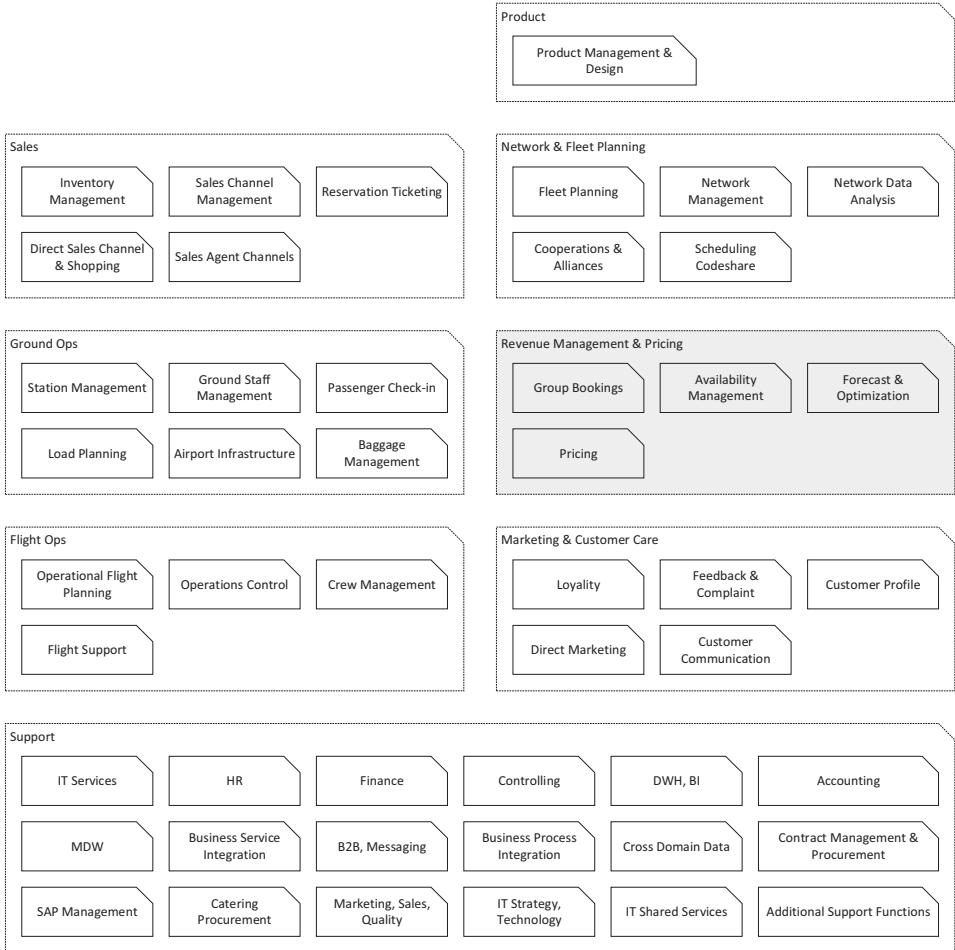 Product
Product Management &
Design
Sales
Inventory
Management
Sales Channel
Management
Reservation Ticketing
Direct Sales Channel
& Shopping
Sales Agent Channels
Network & Fleet Planning
Fleet Planning
Network
Management
Network Data
Analysis
Cooperations &
Alliances
Scheduling
Codeshare
Ground Ops
Station Management
Ground Staff
Management
Passenger Check-in
Load Planning
Airport Infrastructure
Baggage
Management
Revenue Management & Pricing
Group Bookings
Availability
Management
Forecast &
Optimization
Pricing
Flight Ops
Operational Flight
Planning
Operations Control
Crew Management
Flight Support
Marketing & Customer Care
Loyality
Feedback &
Complaint
Customer Profile
Direct Marketing
Customer
Communication
Support
IT Services
HR
Finance
Controlling
DWH, BI
Accounting
MDW
Business Service
Integration
B2B, Messaging
Business Process
Integration
Cross Domain Data
Contract Management &
Procurement
SAP Management
Catering
Procurement
Marketing, Sales,
Quality
IT Strategy,
Technology
IT Shared Services
Additional Support Functions